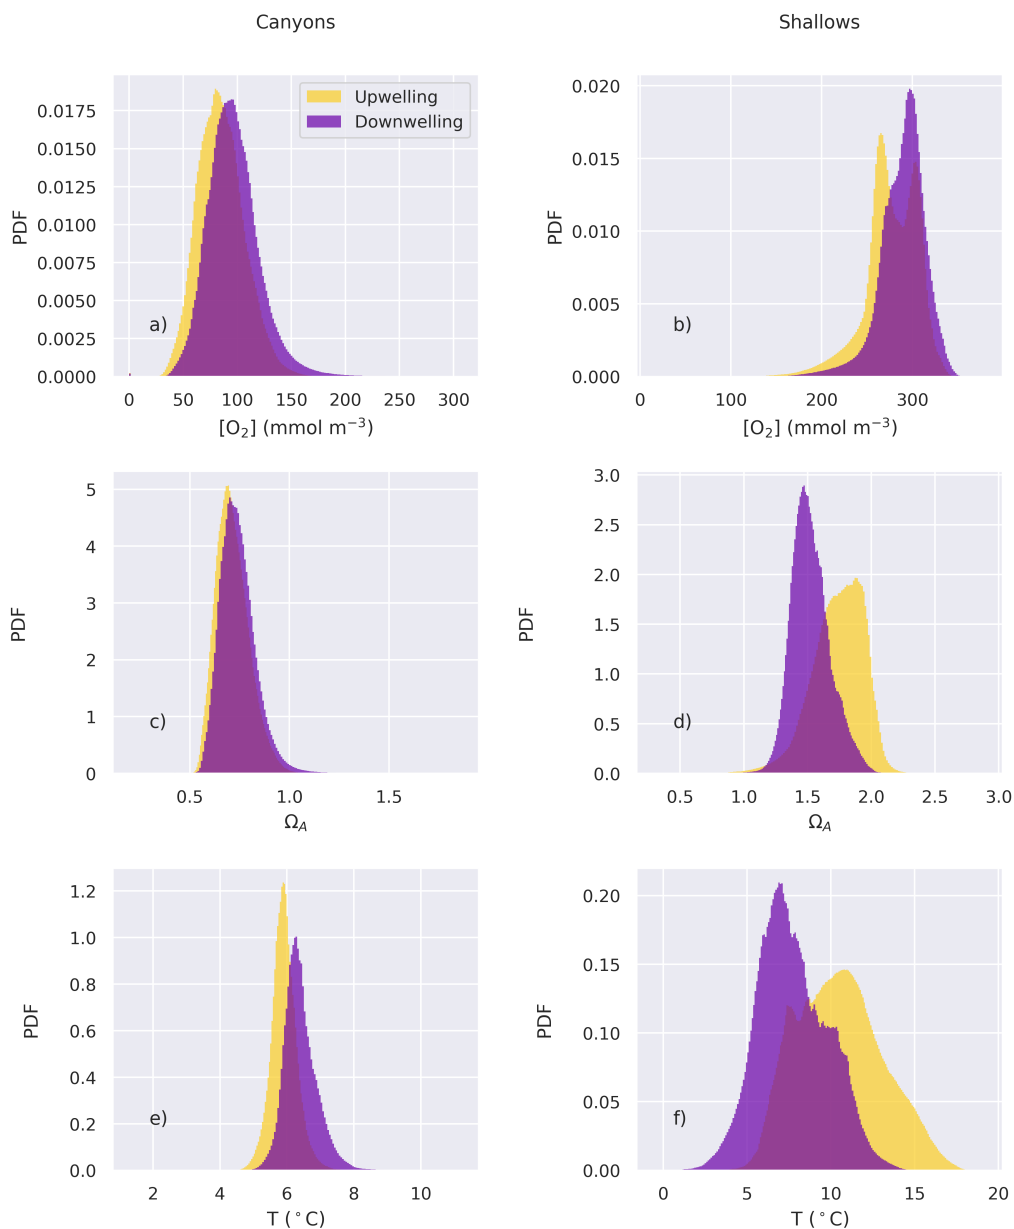 Canyons
Shallows
Upwelling
Downwelling
0.0175
0.0150
0.0125
0.0100
0.0075
0.0050
0.0025
0.0000
PDF
a)
0 50 100 150 200 250 300
[O₂] (mmol m⁻³)
0.020
0.015
0.010
0.005
0.000
PDF
b)
0 100 200 300
[O₂] (mmol m⁻³)
5
4
3
2
1
0
PDF
c)
0.5 1.0 1.5
Ω_A
3.0
2.5
2.0
1.5
1.0
0.5
0.0
PDF
d)
0.5 1.0 1.5 2.0 2.5 3.0
Ω_A
1.2
1.0
0.8
0.6
0.4
0.2
0.0
PDF
e)
2 4 6 8 10
T (°C)
0.20
0.15
0.10
0.05
0.00
PDF
f)
0 5 10 15 20
T (°C)